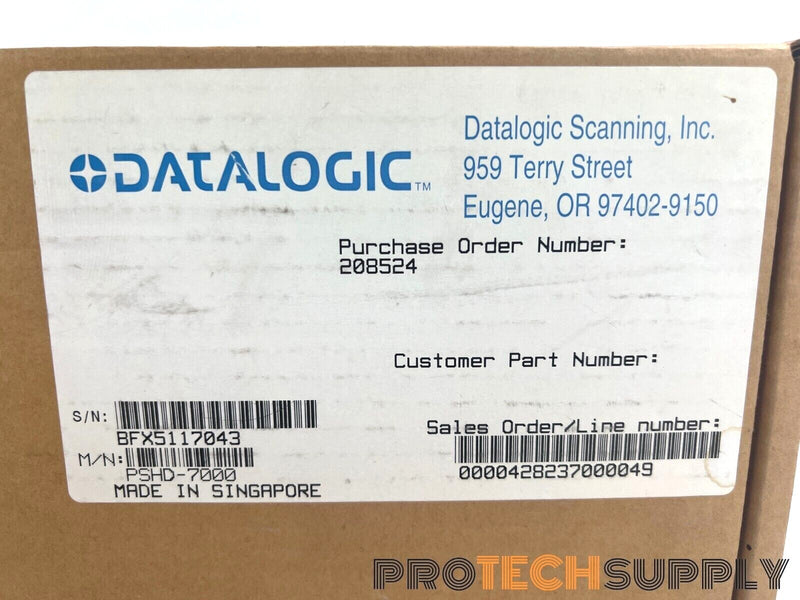 DATALOGIC™
Datalogic Scanning, Inc.
959 Terry Street
Eugene, OR 97402-9150
Purchase Order Number:
208524
Customer Part Number:
S/N:
BFX5117043
M/N:
PSHD-7000
MADE IN SINGAPORE
Sales Order/Line number:
0000428237000049
PROTECHSUPPLY